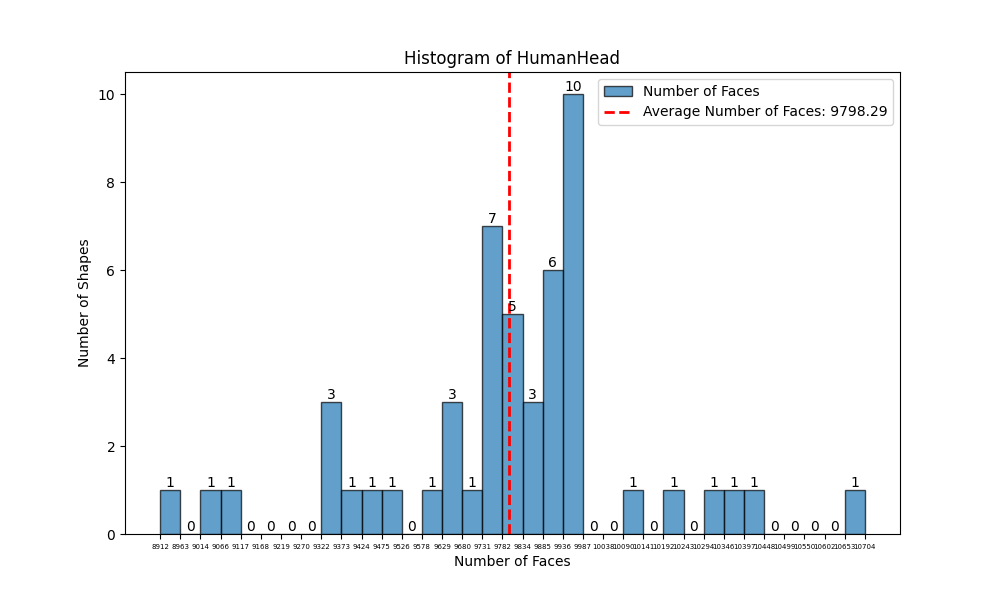 Histogram of HumanHead
Number of Faces
Average Number of Faces: 9798.29
Number of Shapes
10
8
6
4
2
0
1 0 1 1 0 0 0 0 3 1 1 1 0 1 3 1 7 5 3 6 10 0 0 1 0 1 0 1 1 1 0 0 0 0 1
8912 8963 9014 9066 9117 9168 9219 9270 9322 9373 9424 9475 9526 9578 9629 9680 9731 9782 9834 9885 9936 9987 10038 10090 10141 10192 10243 10294 10346 10397 10448 10499 10550 10602 10653 10704
Number of Faces